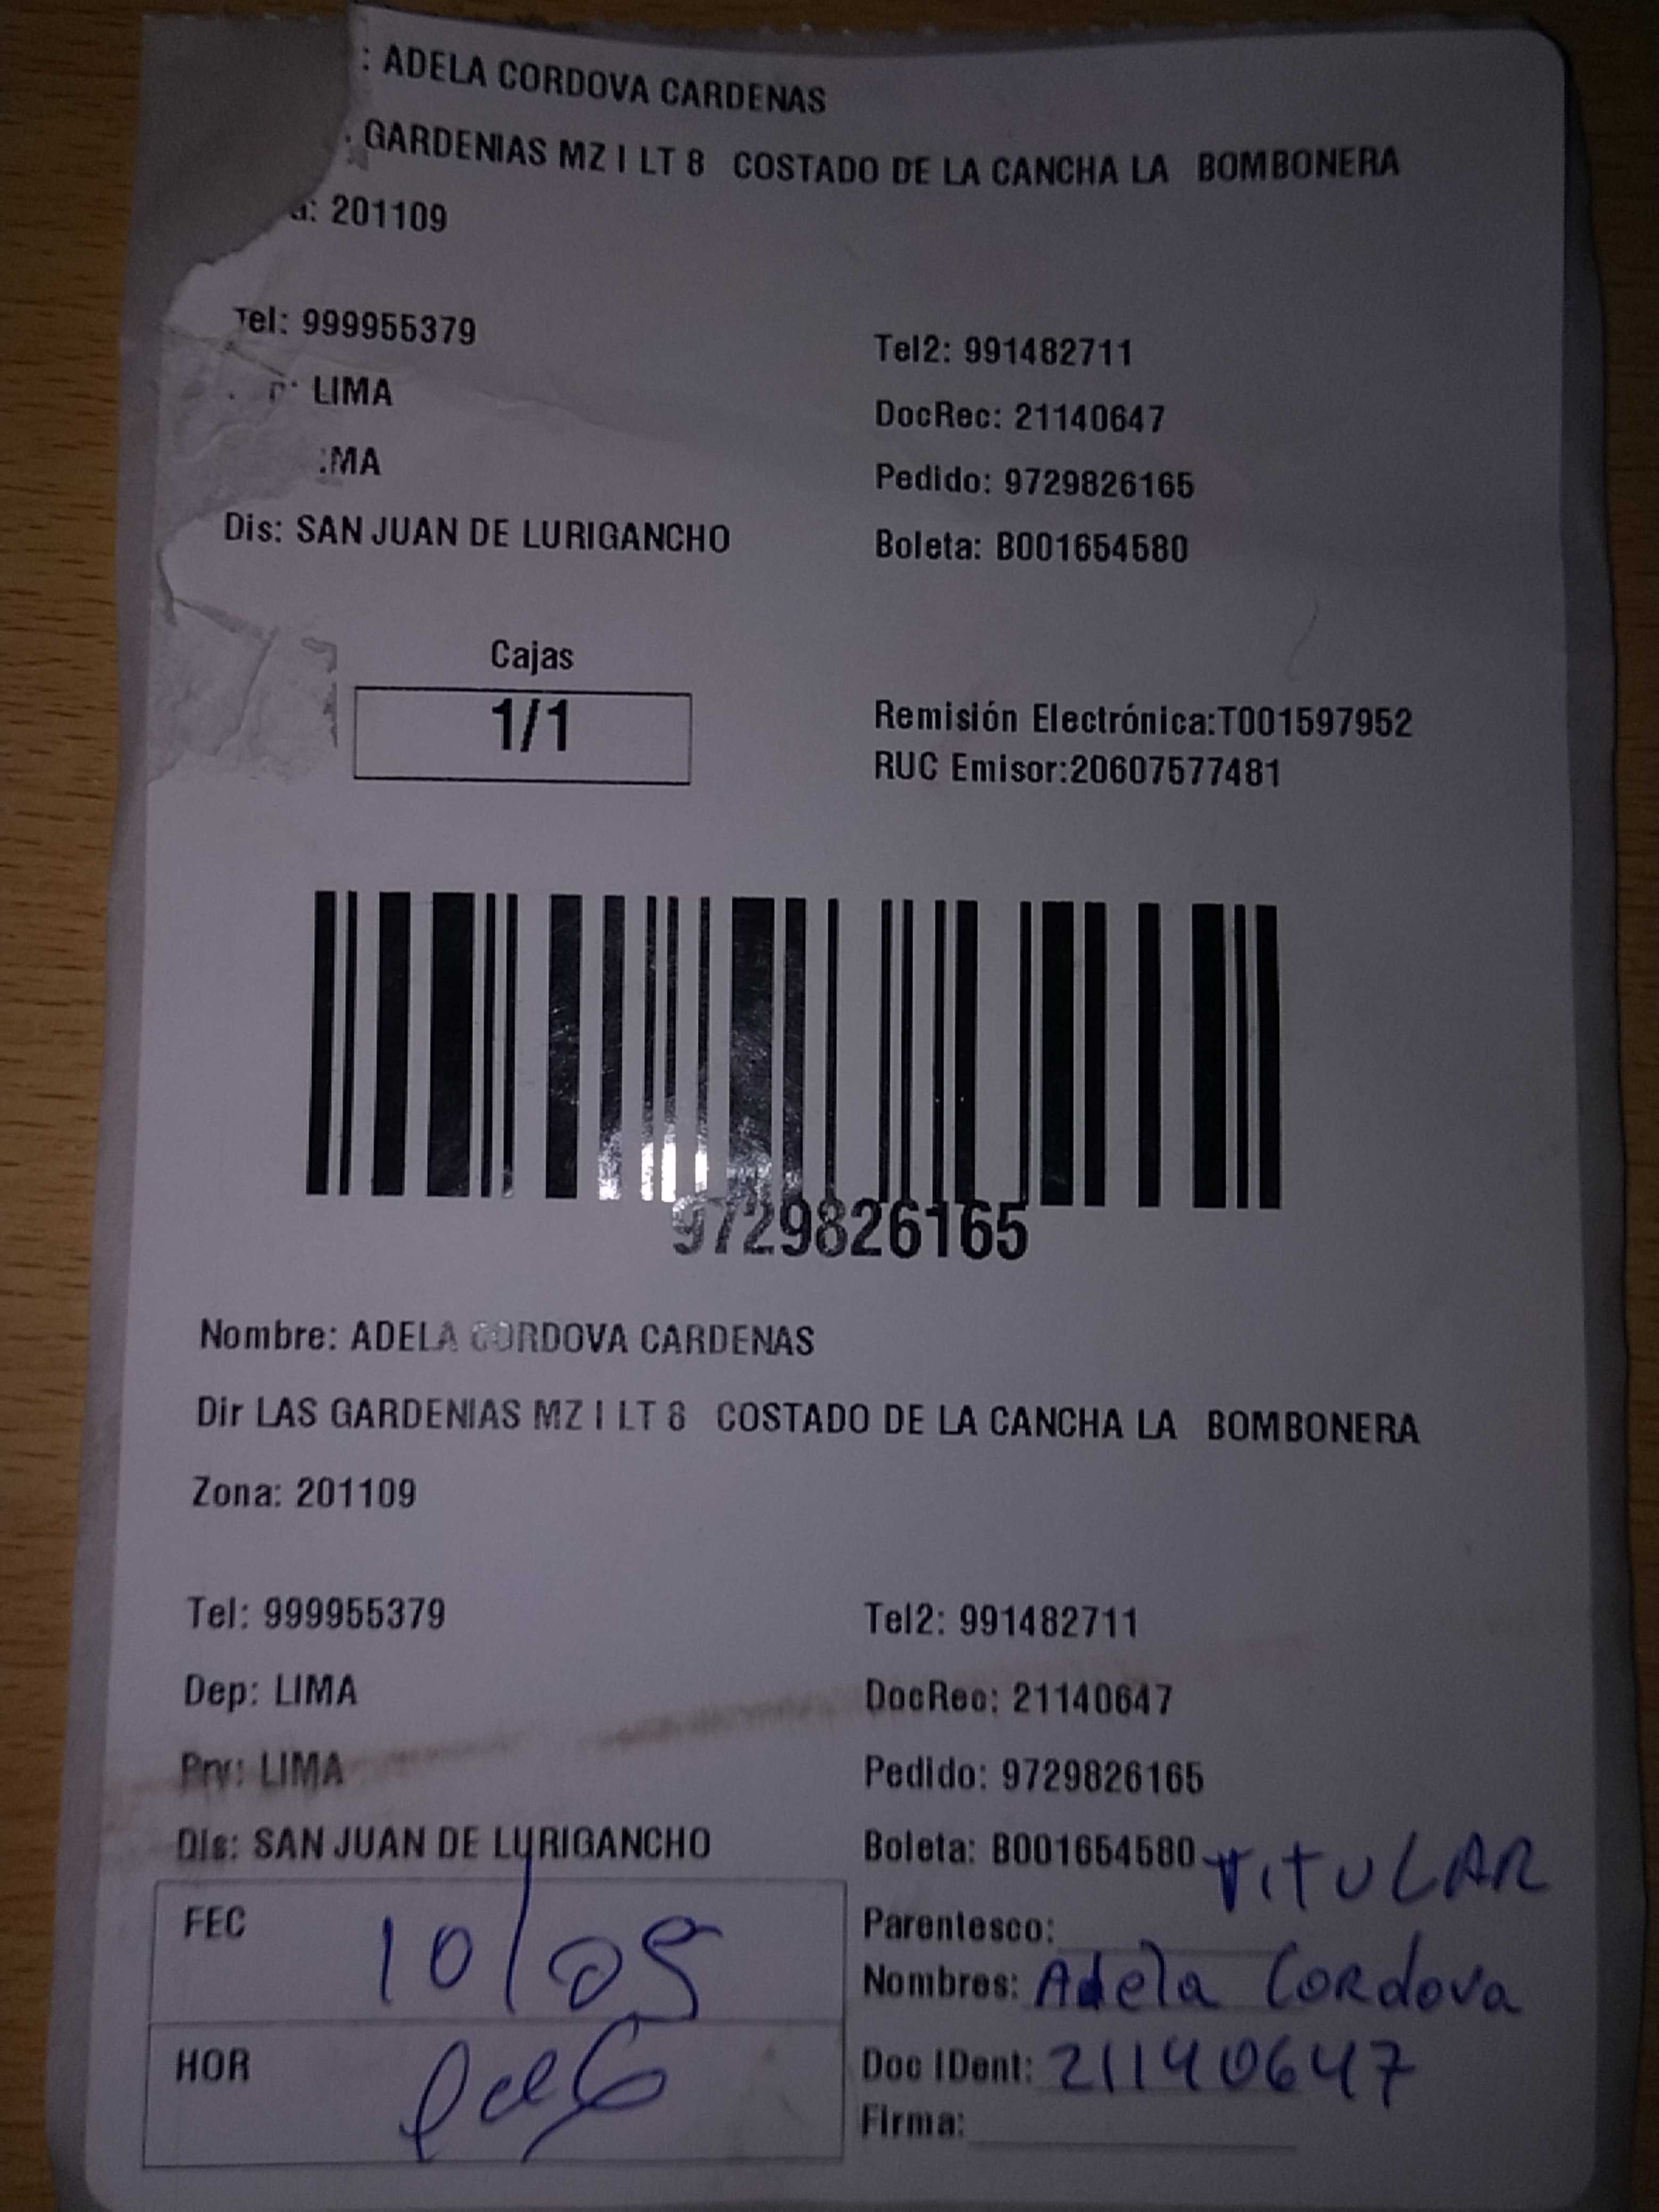 : ADELA CORDOVA CARDENAS
GARDENIAS MZ I LT 8 COSTADO DE LA CANCHA LA BOMBONERA
a: 201109
Tel: 999955379
Tel2: 991482711
LIMA
DocRec: 21140647
MA
Pedido: 9729826165
Dis: SAN JUAN DE LURIGANCHO
Boleta: B001654580
Cajas
1/1
Remisión Electrónica:T001597952
RUC Emisor:20607577481
9729826165
Nombre: ADELA CORDOVA CARDENAS
Dir LAS GARDENIAS MZ I LT 8 COSTADO DE LA CANCHA LA BOMBONERA
Zona: 201109
Tel: 999955379
Tel2: 991482711
Dep: LIMA
DocRec: 21140647
Prv: LIMA
Pedido: 9729826165
Dis: SAN JUAN DE LURIGANCHO
Boleta: B001654580
TITULAR
FEC 10/05
Parentesco:
Nombres: Adela Cordova
HOR
Doc IDent: 21140647
Firma: